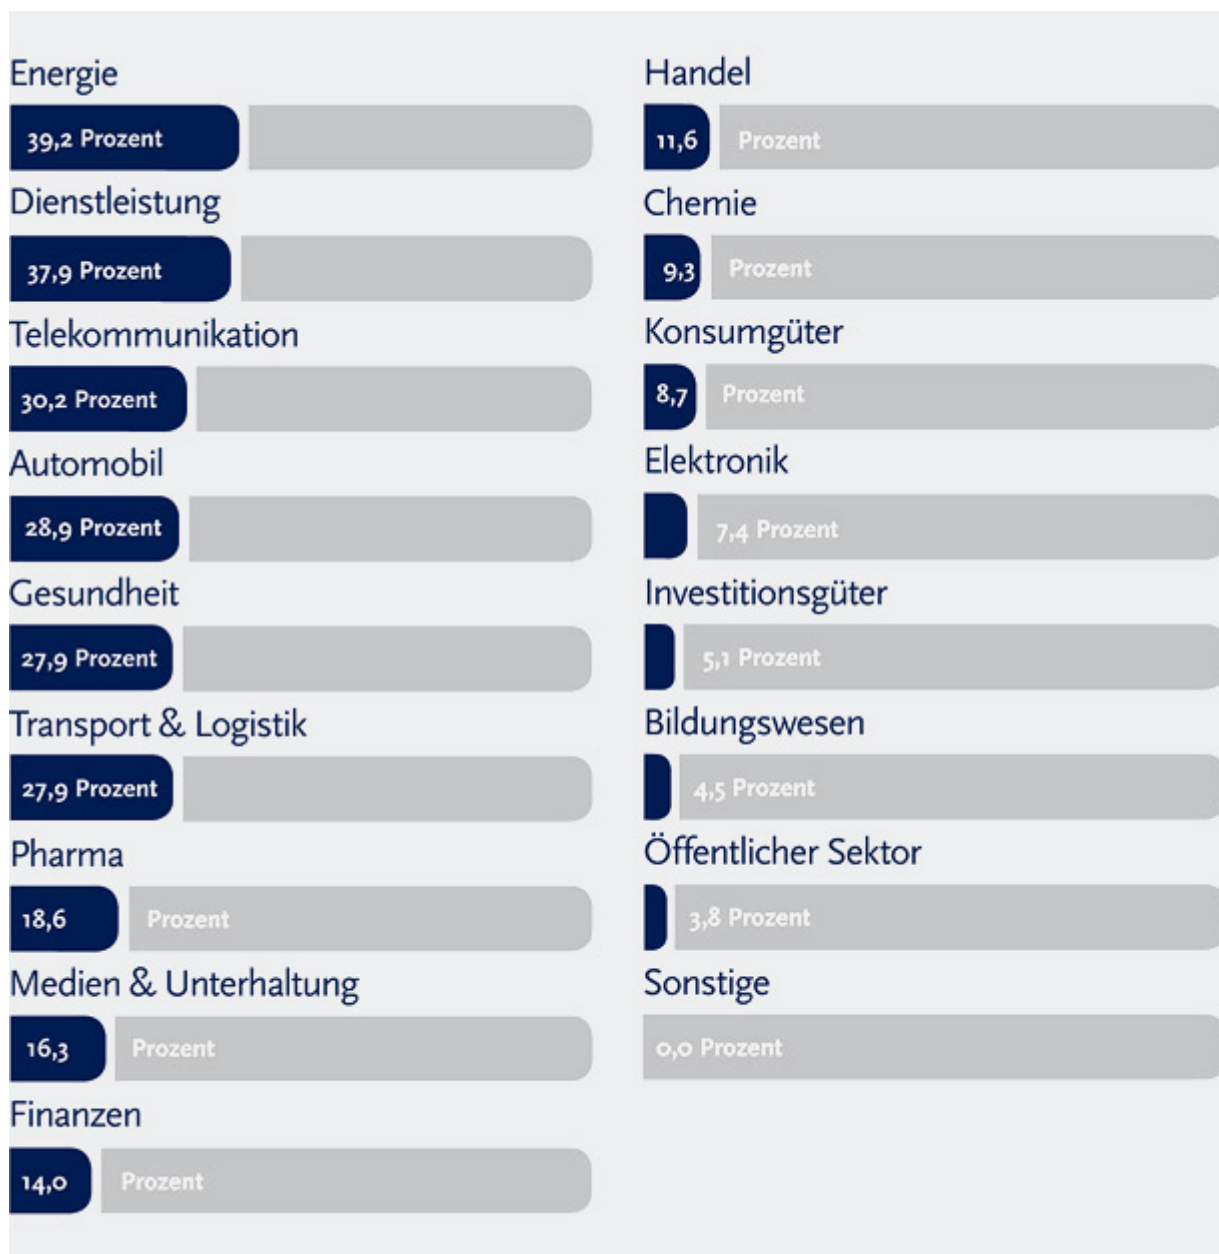 Energie
39,2 Prozent
Dienstleistung
37,9 Prozent
Telekommunikation
30,2 Prozent
Automobil
28,9 Prozent
Gesundheit
27,9 Prozent
Transport & Logistik
27,9 Prozent
Pharma
18,6 Prozent
Medien & Unterhaltung
16,3 Prozent
Finanzen
14,0 Prozent
Handel
11,6 Prozent
Chemie
9,3 Prozent
Konsumgüter
8,7 Prozent
Elektronik
7,4 Prozent
Investitionsgüter
5,1 Prozent
Bildungswesen
4,5 Prozent
Öffentlicher Sektor
3,8 Prozent
Sonstige
0,0 Prozent